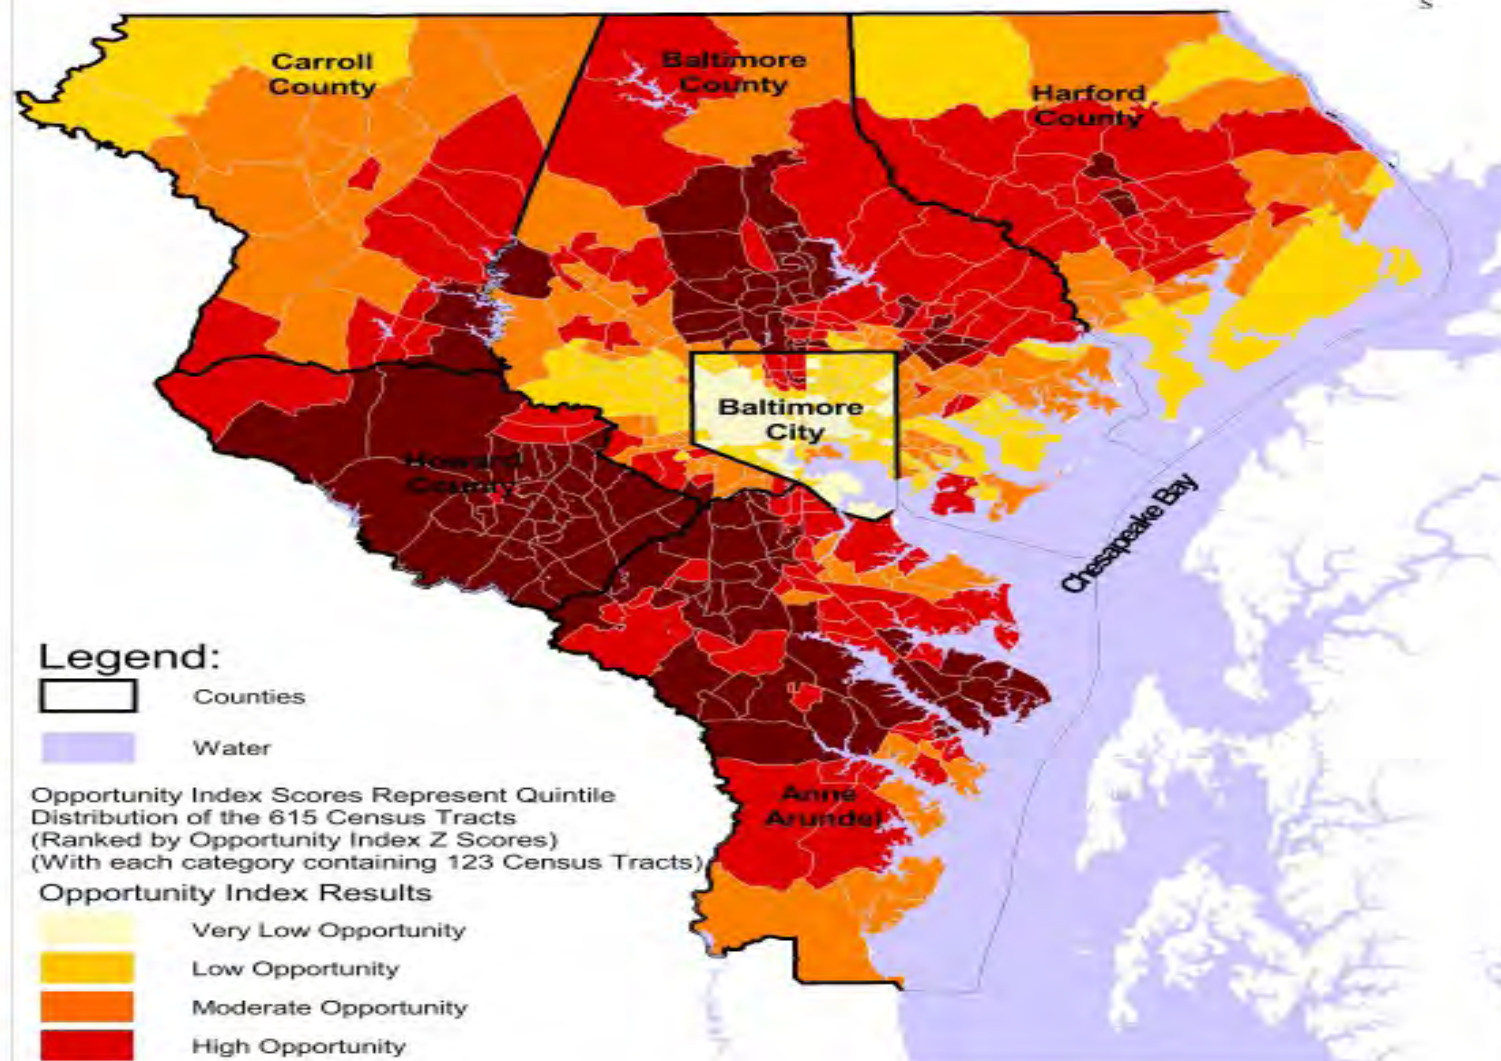 S
Carroll
County
Baltimore
County
Harford
County
Baltimore
City
Howard
County
Chesapeake Bay
Anne
Arundel
Legend:
Counties
Water
Opportunity Index Scores Represent Quintile
Distribution of the 615 Census Tracts
(Ranked by Opportunity Index Z Scores)
(With each category containing 123 Census Tracts)
Opportunity Index Results
Very Low Opportunity
Low Opportunity
Moderate Opportunity
High Opportunity